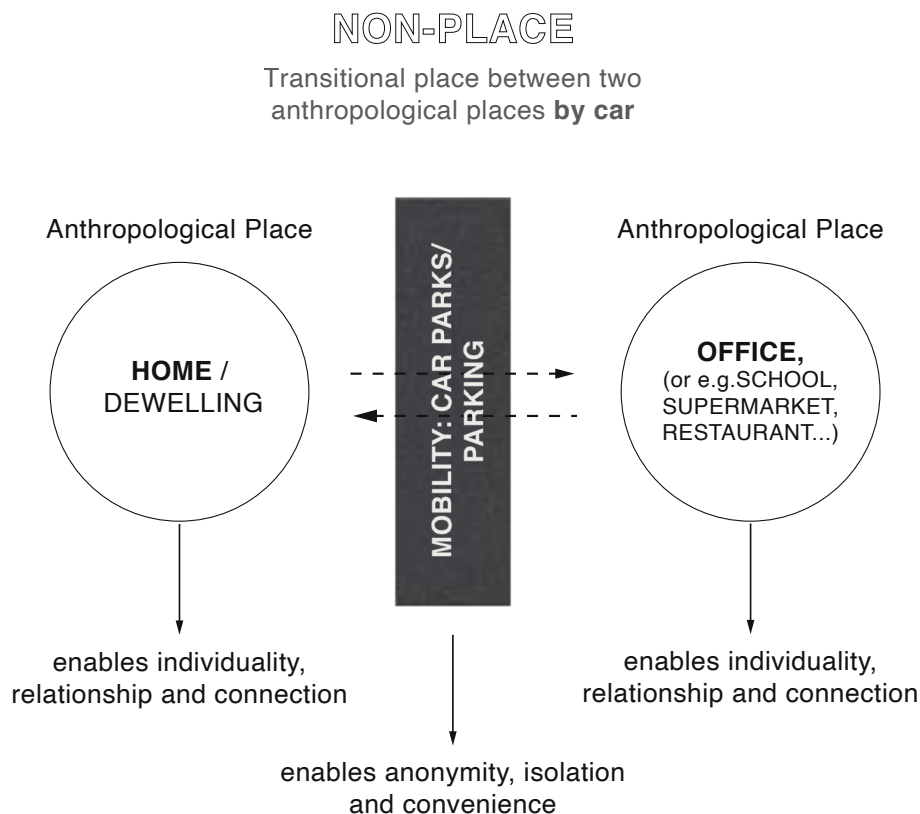 NON-PLACE
Transitional place between two
anthropological places by car
Anthropological Place
HOME /
DEWELLING
enables individuality,
relationship and connection
MOBILITY: CAR PARKS/
PARKING
enables anonymity, isolation
and convenience
Anthropological Place
OFFICE,
(or e.g.SCHOOL,
SUPERMARKET,
RESTAURANT...)
enables individuality,
relationship and connection